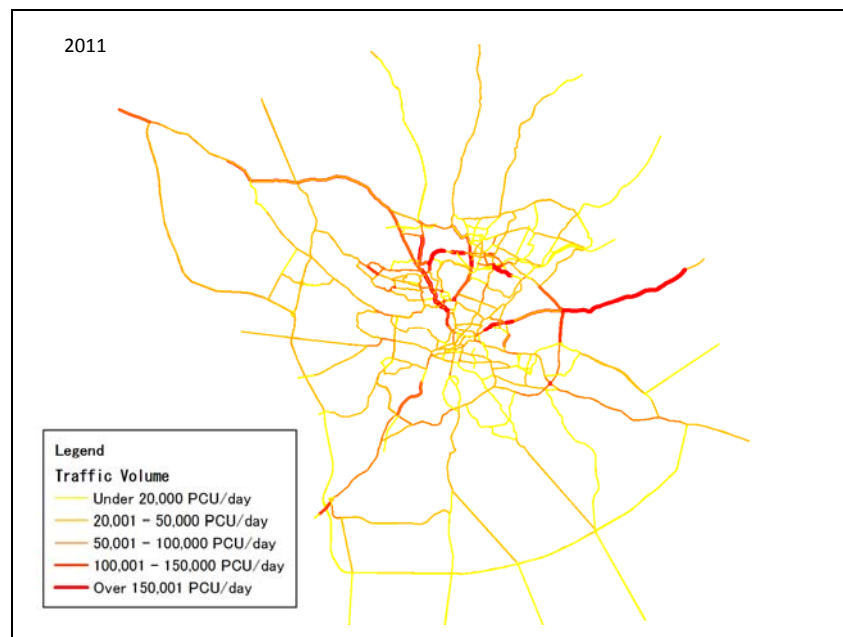 2011
Legend
Traffic Volume
Under 20,000 PCU/day
20,001 - 50,000 PCU/day
50,001 - 100,000 PCU/day
100,001 - 150,000 PCU/day
Over 150,001 PCU/day